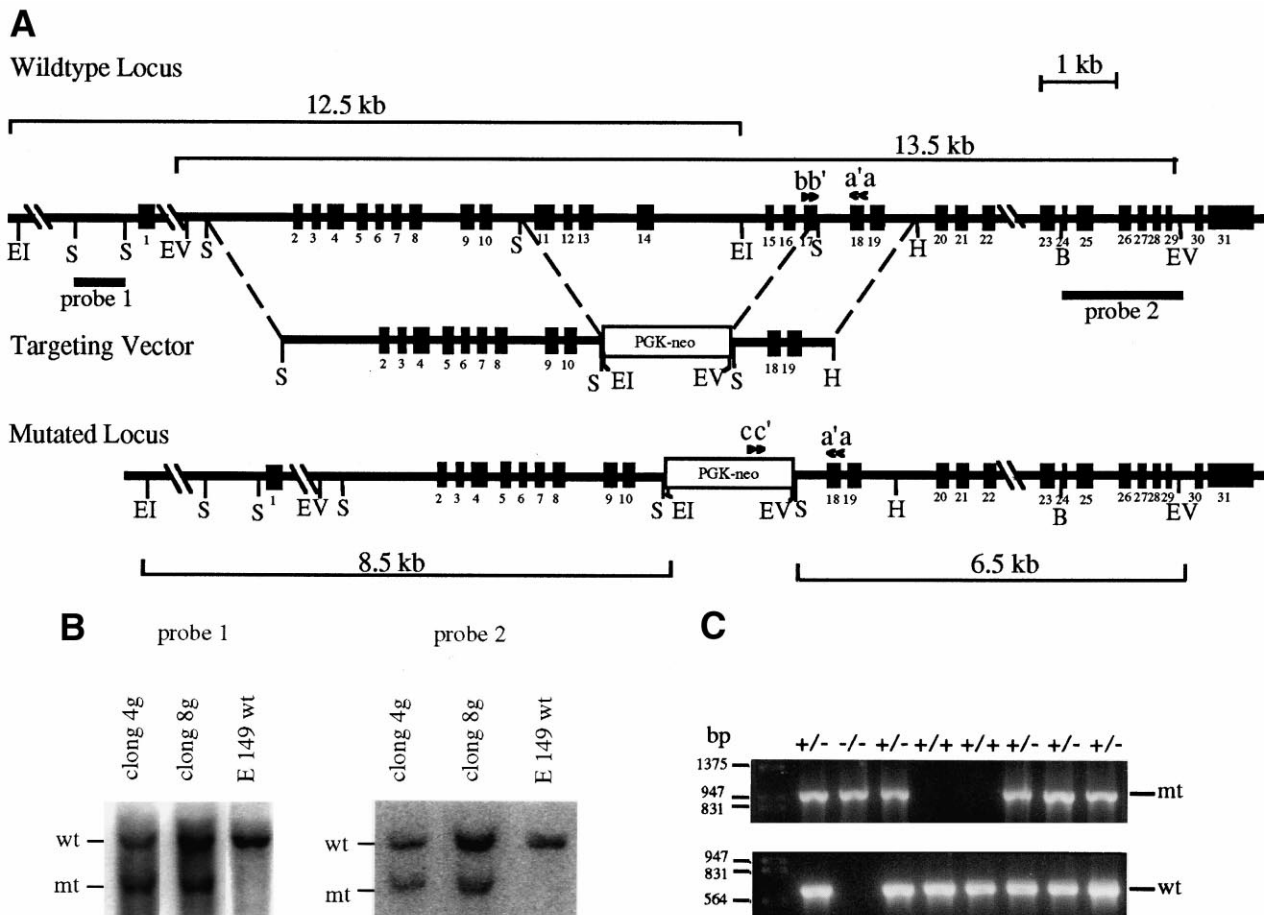 A
Wildtype Locus
1 kb
12.5 kb
13.5 kb
bb' a'a
1 2 3 4 5 6 7 8 9 10 11 12 13 14 15 16 17 18 19 20 21 22 23 24 25 26 27 28 29 30 31
EI S S EV S S EI S H B EV
probe 1
probe 2
Targeting Vector
PGK-neo
2 3 4 5 6 7 8 9 10 18 19
S S EI EV S H
Mutated Locus
cc' a'a
PGK-neo
1 2 3 4 5 6 7 8 9 10 18 19 20 21 22 23 24 25 26 27 28 29 30 31
EI S S EV S S EI EV S H B EV
8.5 kb
6.5 kb
B
probe 1
probe 2
clong 4g
clong 8g
E 149 wt
clong 4g
clong 8g
E 149 wt
wt
mt
wt
mt
C
bp
+/- -/- +/- +/+ +/+ +/- +/- +/-
1375
947
831
mt
947
831
564
wt